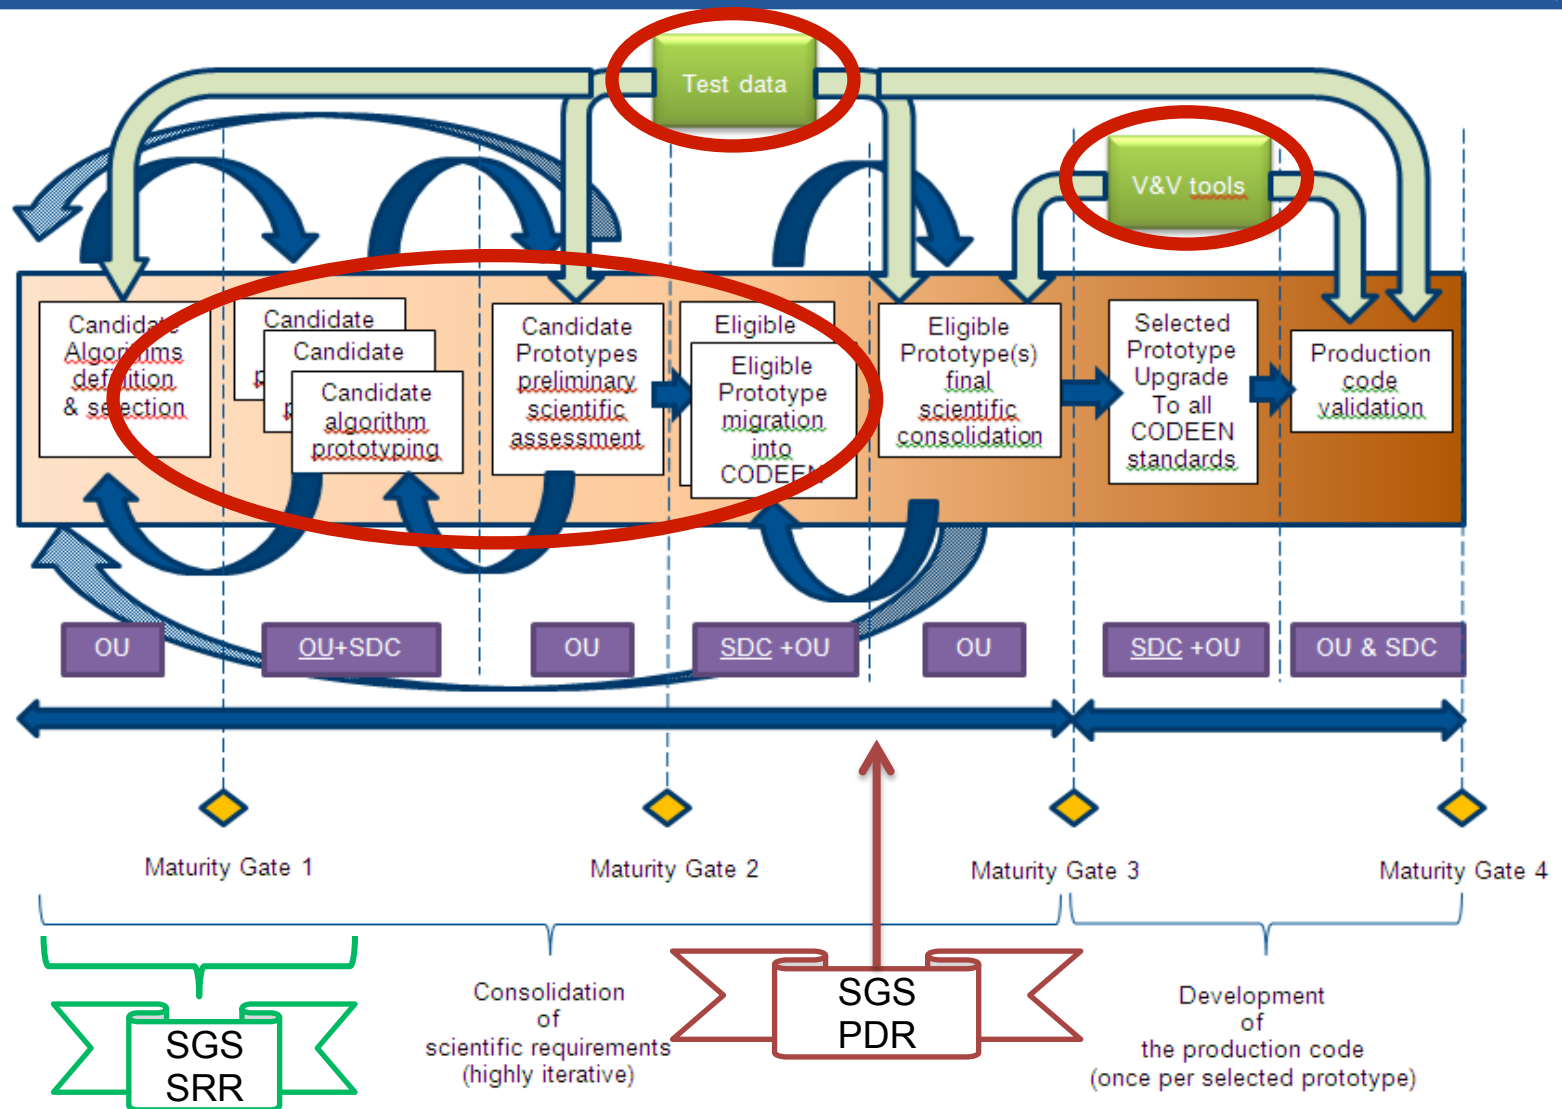 Test data
V&V tools
Candidate
Algorithms
definition
& selection
Candidate
p
Candidate
p
Candidate
algorithm
prototyping
Candidate
Prototypes
preliminary
scientific
assessment
Eligible
Eligible
Prototype
migration
into
CODEEN
Eligible
Prototype(s)
final
scientific
consolidation
Selected
Prototype
Upgrade
To all
CODEEN
standards
Production
code
validation
OU
OU+SDC
OU
SDC +OU
OU
SDC +OU
OU & SDC
Maturity Gate 1
Maturity Gate 2
Maturity Gate 3
Maturity Gate 4
SGS
SRR
Consolidation
of
scientific requirements
(highly iterative)
SGS
PDR
Development
of
the production code
(once per selected prototype)